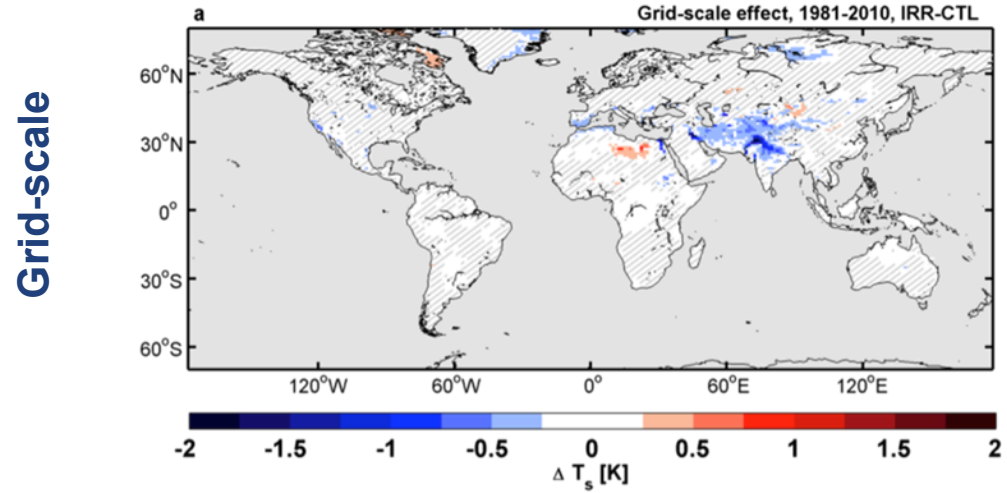 Grid-scale
a
Grid-scale effect, 1981-2010, IRR-CTL
60°N
30°N
0°
30°S
60°S
120°W 60°W 0° 60°E 120°E
-2 -1.5 -1 -0.5 0 0.5 1 1.5 2
Δ Ts [K]